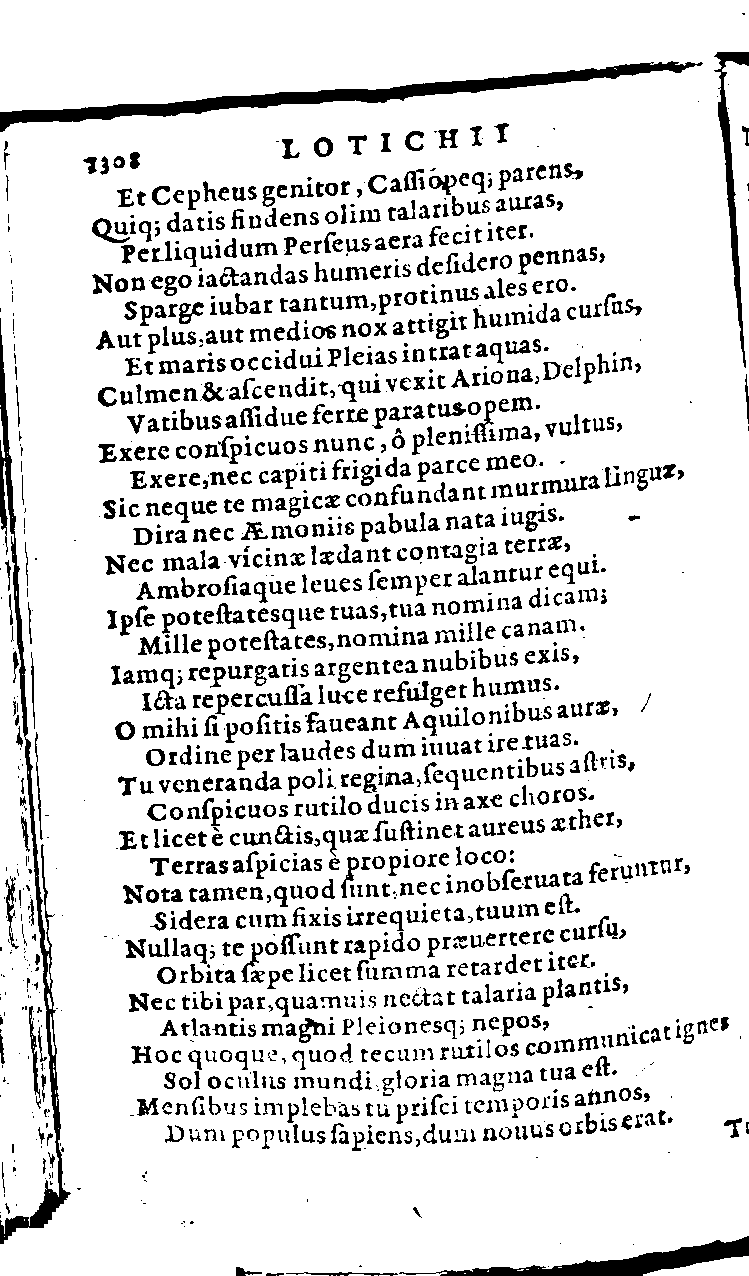 1308 LOTICHII
Et Cepheus genitor, Caſſiópeq; parens,
Quiq; datis findens olim talaribus auras,
Per liquidum Perſeus aera fecit iter.
Non ego iactandas humeris deſidero pennas,
Sparge iubar tantum, protinus ales ero.
Aut plus, aut medios nox attigit humida curſus,
Et maris occidui Pleias intrat aquas.
Culmen & aſcendit, qui vexit Ariona, Delphin,
Vatibus aſſidue ferre paratus opem.
Exere conſpicuos nunc, ô pleniſſima, vultus,
Exere, nec capiti frigida parce meo.
Sic neque te magicæ confundant murmura linguæ,
Dira nec Æmoniis pabula nata iugis.
Nec mala vicinæ lædant contagia terræ,
Ambroſiaque leues ſemper alantur equi.
Ipſe poteſtatesque tuas, tua nomina dicam;
Mille poteſtates, nomina mille canam.
Iamq; repurgatis argentea nubibus exis,
Icta repercuſſa luce refulget humus.
O mihi ſi poſitis faueant Aquilonibus auræ,
Ordine per laudes dum iuuat ire tuas.
Tu veneranda poli regina, ſequentibus aſtris,
Conſpicuos rutilo ducis in axe choros.
Et licet è cunctis, quæ ſuſtinet aureus æther,
Terras aſpicias è propiore loco:
Nota tamen, quod ſunt, nec inobſeruata feruntur,
Sidera cum fixis irrequieta, tuum eſt.
Nullaq; te poſſunt rapido præuertere curſu,
Orbita ſæpe licet ſumma retardet iter.
Nec tibi par, quamuis nectat talaria plantis,
Atlantis magni Pleionesq; nepos,
Hoc quoque, quod tecum rutilos communicat ignes
Sol oculus mundi, gloria magna tua eſt.
Menſibus implebas tu priſci temporis annos,
Dum populus ſapiens, dum nouus orbis erat.
Tu